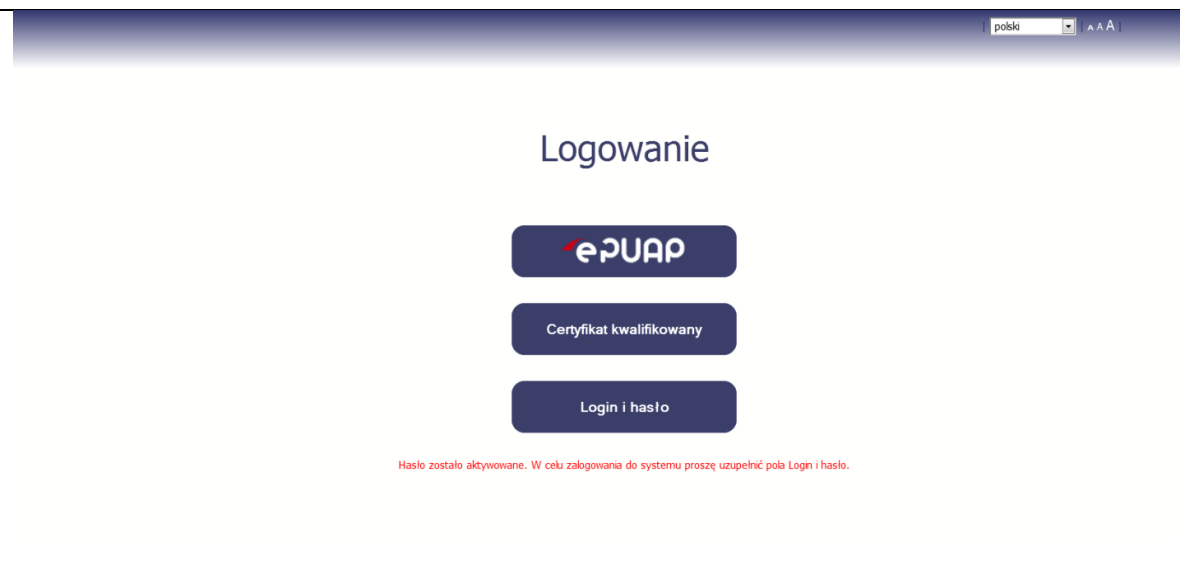 | polski | A A A |
Logowanie
ePUAP
Certyfikat kwalifikowany
Login i hasło
Hasło zostało aktywowane. W celu zalogowania do systemu proszę uzupełnić pola Login i hasło.